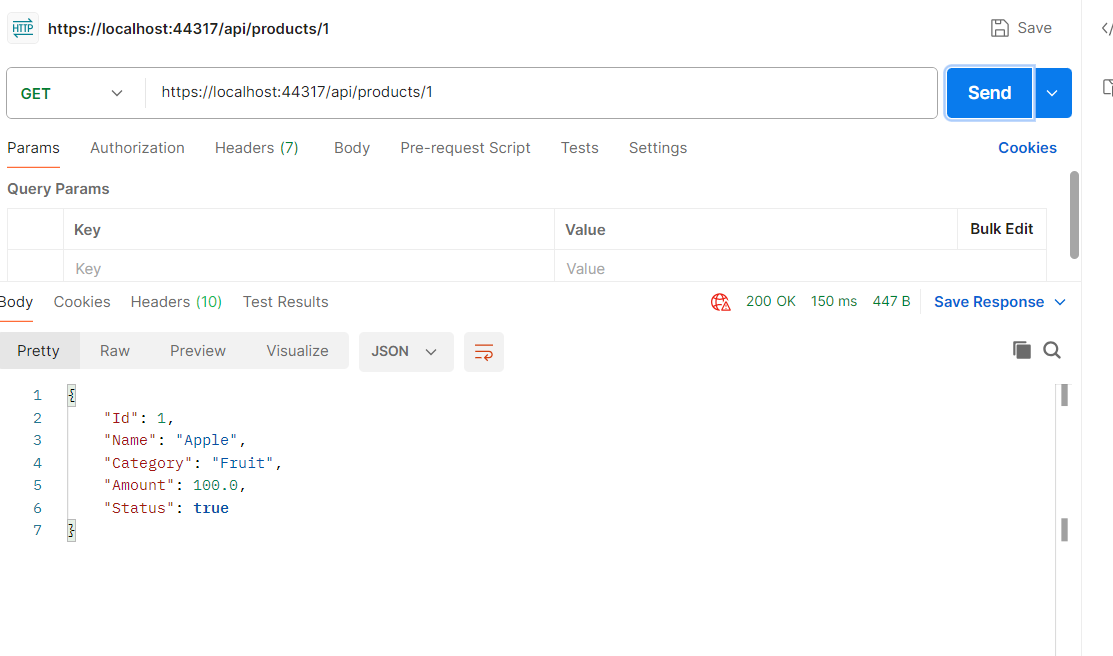 HTTP https://localhost:44317/api/products/1 Save
GET https://localhost:44317/api/products/1 Send
Params Authorization Headers (7) Body Pre-request Script Tests Settings Cookies
Query Params
Key Value Bulk Edit
Key Value
Body Cookies Headers (10) Test Results 200 OK 150 ms 447 B Save Response
Pretty Raw Preview Visualize JSON
1 {
2 "Id": 1,
3 "Name": "Apple",
4 "Category": "Fruit",
5 "Amount": 100.0,
6 "Status": true
7 }